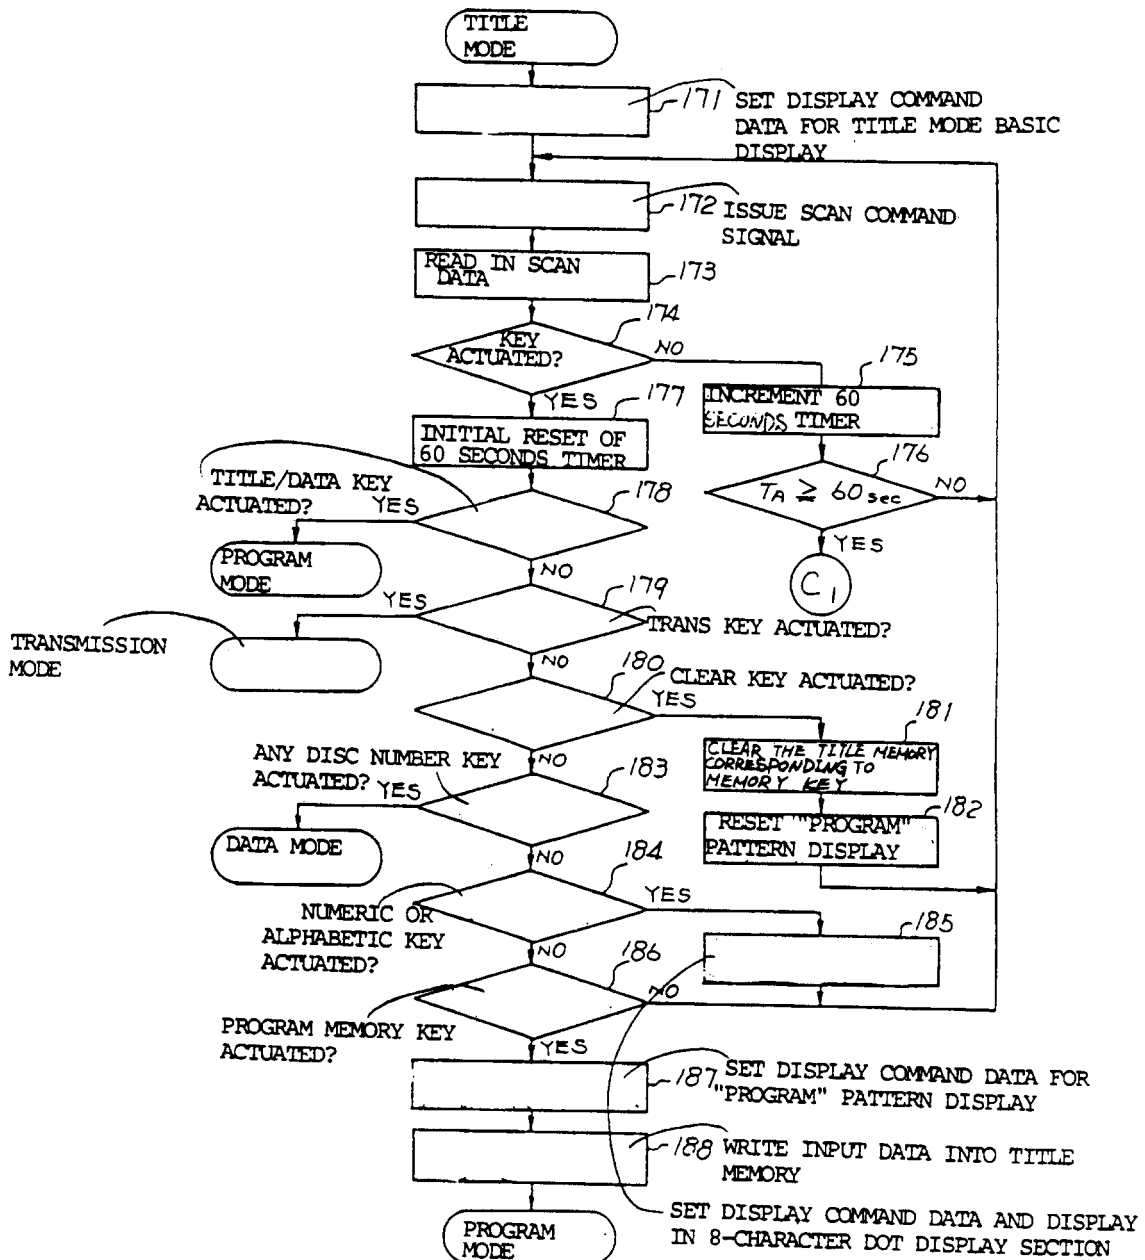 TITLE
MODE
171 SET DISPLAY COMMAND
DATA FOR TITLE MODE BASIC
DISPLAY
172 ISSUE SCAN COMMAND
SIGNAL
READ IN SCAN
DATA
173
174
KEY
ACTUATED?
NO
175
YES
177
INCREMENT 60
SECONDS TIMER
INITIAL RESET OF
60 SECONDS TIMER
176
TITLE/DATA KEY
ACTUATED?
YES
178
TA ≥ 60 sec
NO
YES
PROGRAM
MODE
NO
C1
179
YES
TRANS KEY ACTUATED?
TRANSMISSION
MODE
NO
180
CLEAR KEY ACTUATED?
YES
181
CLEAR THE TITLE MEMORY
CORRESPONDING TO
MEMORY KEY
ANY DISC NUMBER KEY
ACTUATED?
NO
183
YES
182
RESET "PROGRAM"
PATTERN DISPLAY
DATA MODE
NO
184
YES
NUMERIC OR
ALPHABETIC KEY
ACTUATED?
185
NO
186
NO
PROGRAM MEMORY KEY
ACTUATED?
YES
187 SET DISPLAY COMMAND DATA FOR
"PROGRAM" PATTERN DISPLAY
188 WRITE INPUT DATA INTO TITLE
MEMORY
PROGRAM
MODE
SET DISPLAY COMMAND DATA AND DISPLAY
IN 8-CHARACTER DOT DISPLAY SECTION